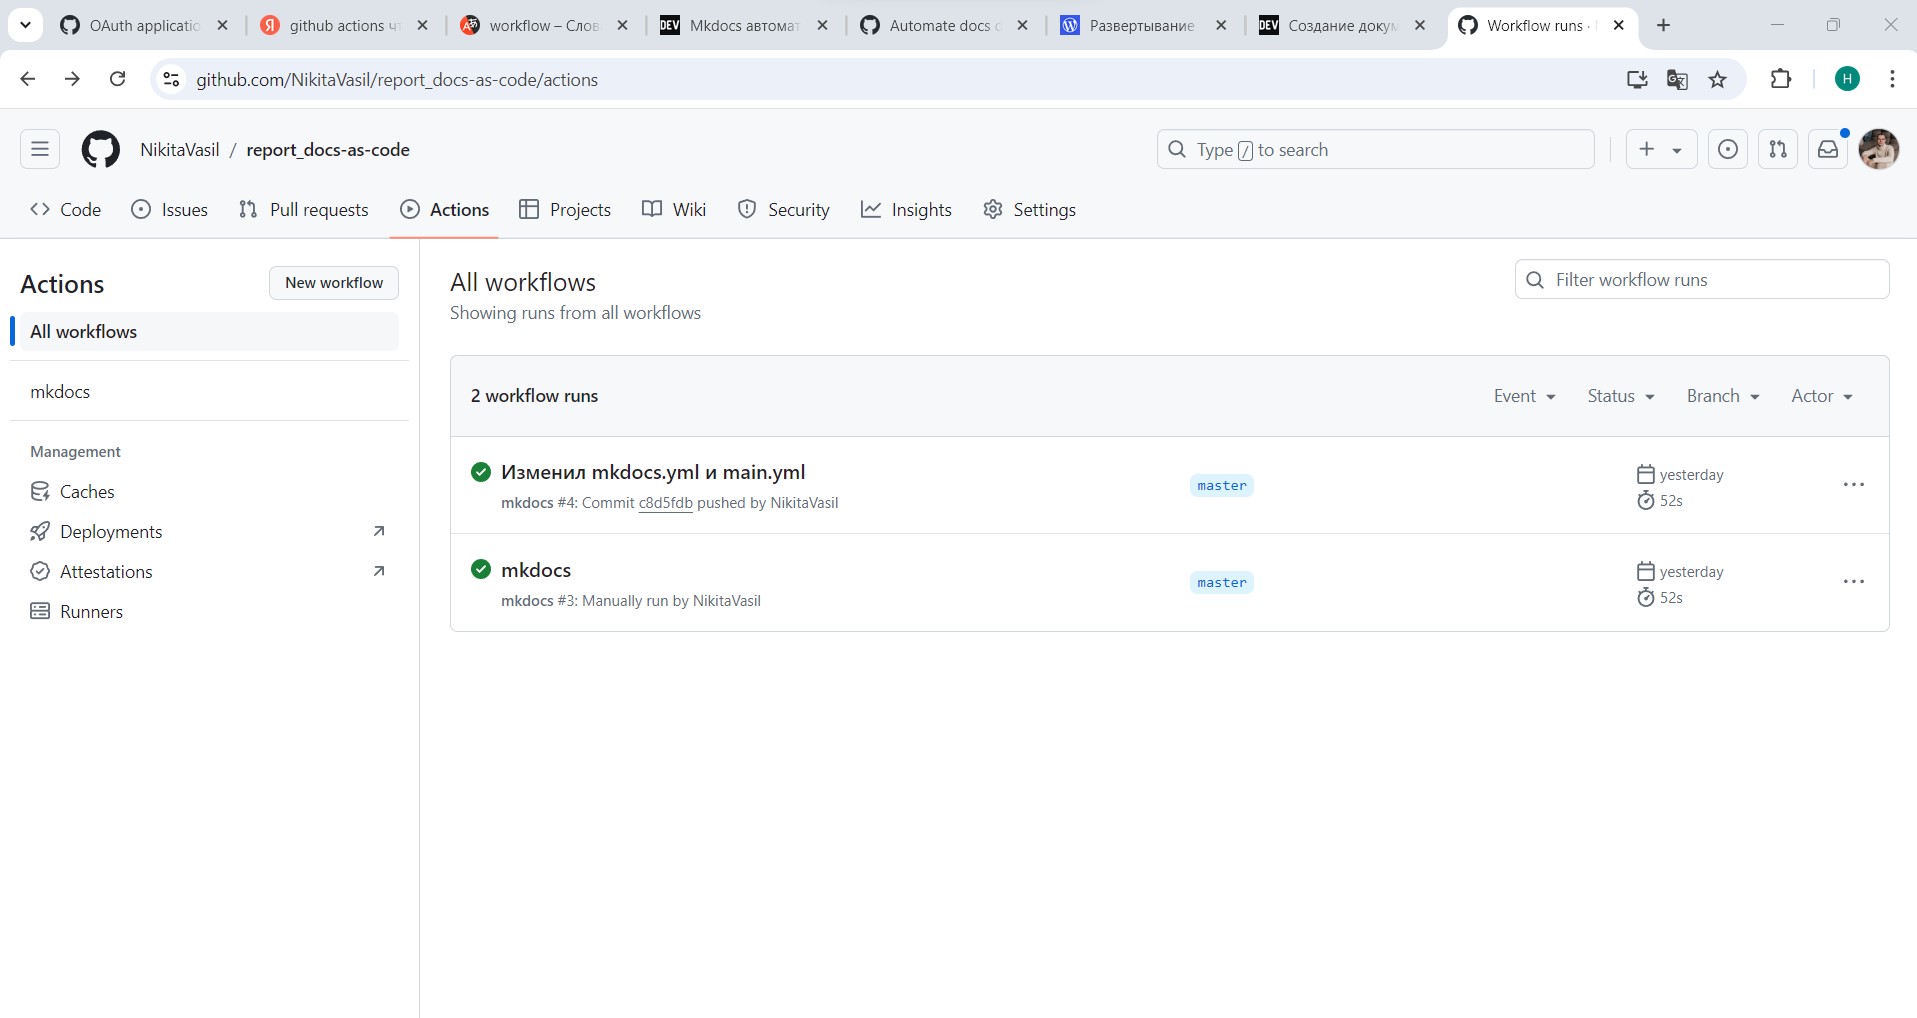 OAuth applicatio
github actions чт
workflow – Слов
Mkdocs автомат
Automate docs d
Развертывание
Создание докум
Workflow runs ·
github.com/NikitaVasil/report_docs-as-code/actions
H
NikitaVasil / report_docs-as-code
Type / to search
Code
Issues
Pull requests
Actions
Projects
Wiki
Security
Insights
Settings
Actions
New workflow
All workflows
mkdocs
Management
Caches
Deployments
Attestations
Runners
All workflows
Showing runs from all workflows
Filter workflow runs
2 workflow runs
Event
Status
Branch
Actor
Изменил mkdocs.yml и main.yml
mkdocs #4: Commit c8d5fdb pushed by NikitaVasil
master
yesterday
52s
mkdocs
mkdocs #3: Manually run by NikitaVasil
master
yesterday
52s